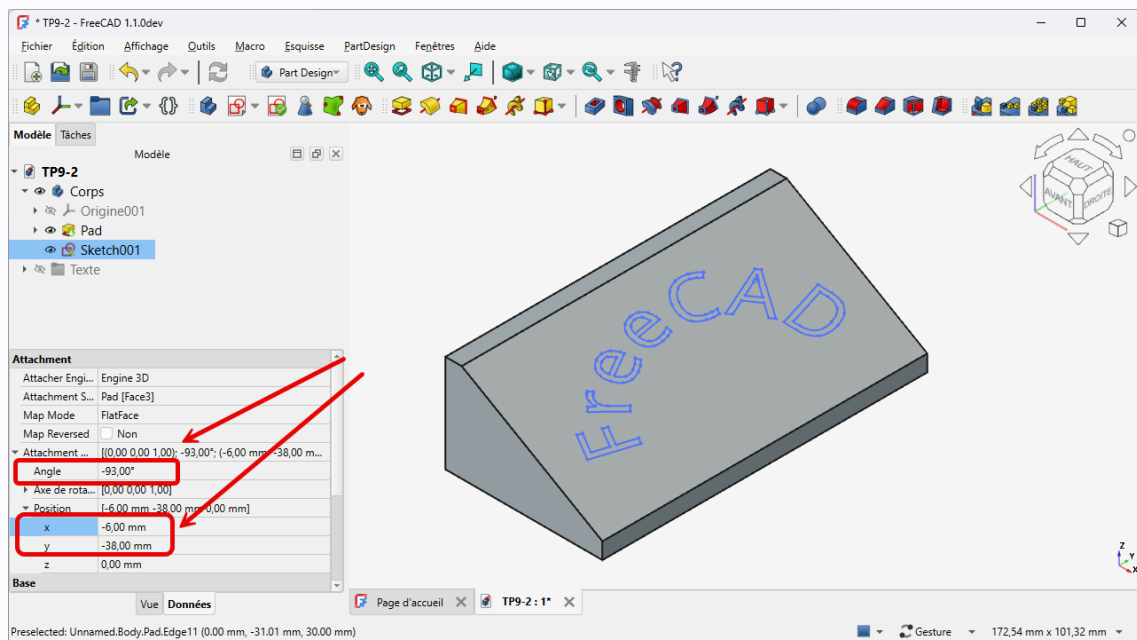 * TP9-2 - FreeCAD 1.1.0dev
Fichier Édition Affichage Outils Macro Esquisse PartDesign Fenêtres Aide
Part Design
Modèle Tâches
Modèle
TP9-2
Corps
Origine001
Pad
Sketch001
Texte
FreeCAD
HAUT
AVANT
DROITE
Attachment
Attacher Engi... Engine 3D
Attachment S... Pad [Face3]
Map Mode FlatFace
Map Reversed Non
Attachment ... [(0,00 0,00 1,00); -93,00°; (-6,00 mm -38,00 m...
Angle -93,00°
Axe de rota... [0,00 0,00 1,00]
Position [-6,00 mm -38,00 mm 0,00 mm]
x -6,00 mm
y -38,00 mm
z 0,00 mm
Base
Vue Données
Page d'accueil TP9-2 : 1*
Z
Y
X
Preselected: Unnamed.Body.Pad.Edge11 (0.00 mm, -31.01 mm, 30.00 mm) Gesture 172,54 mm x 101,32 mm